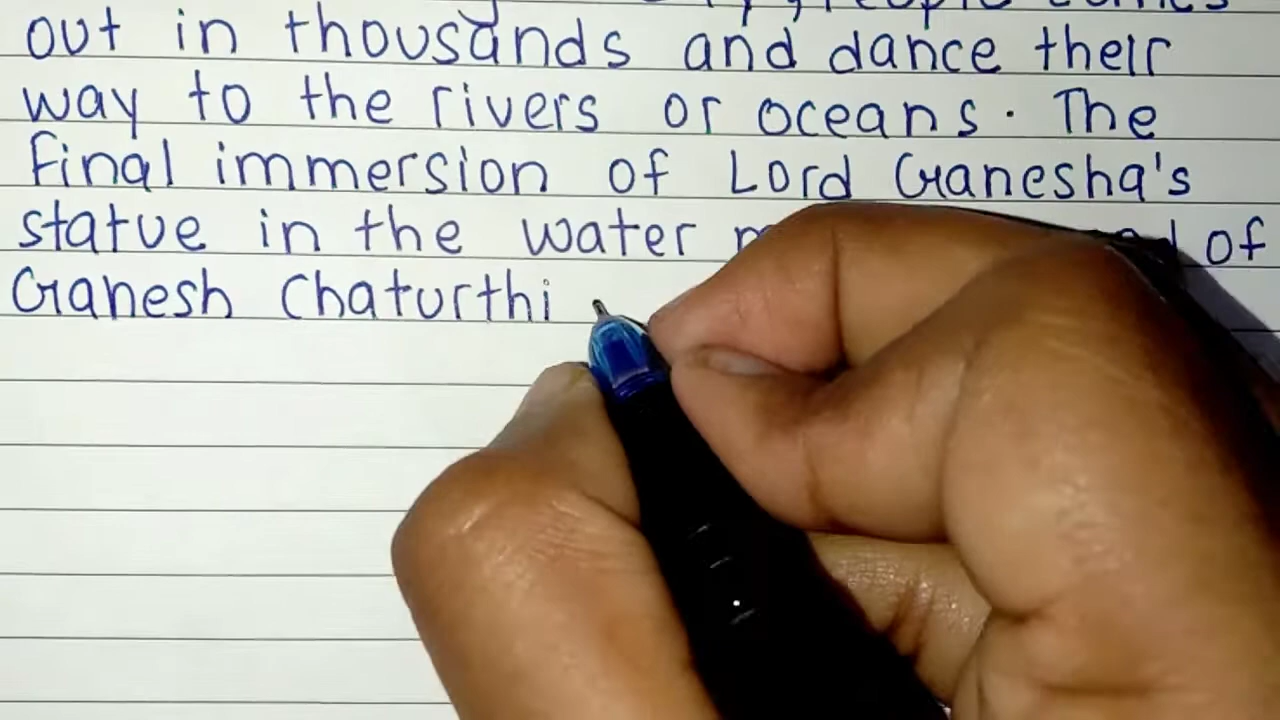 out in thousands and dance their
way to the rivers or oceans. The
final immersion of Lord Ganesha's
statue in the water of
Ganesh Chaturthi